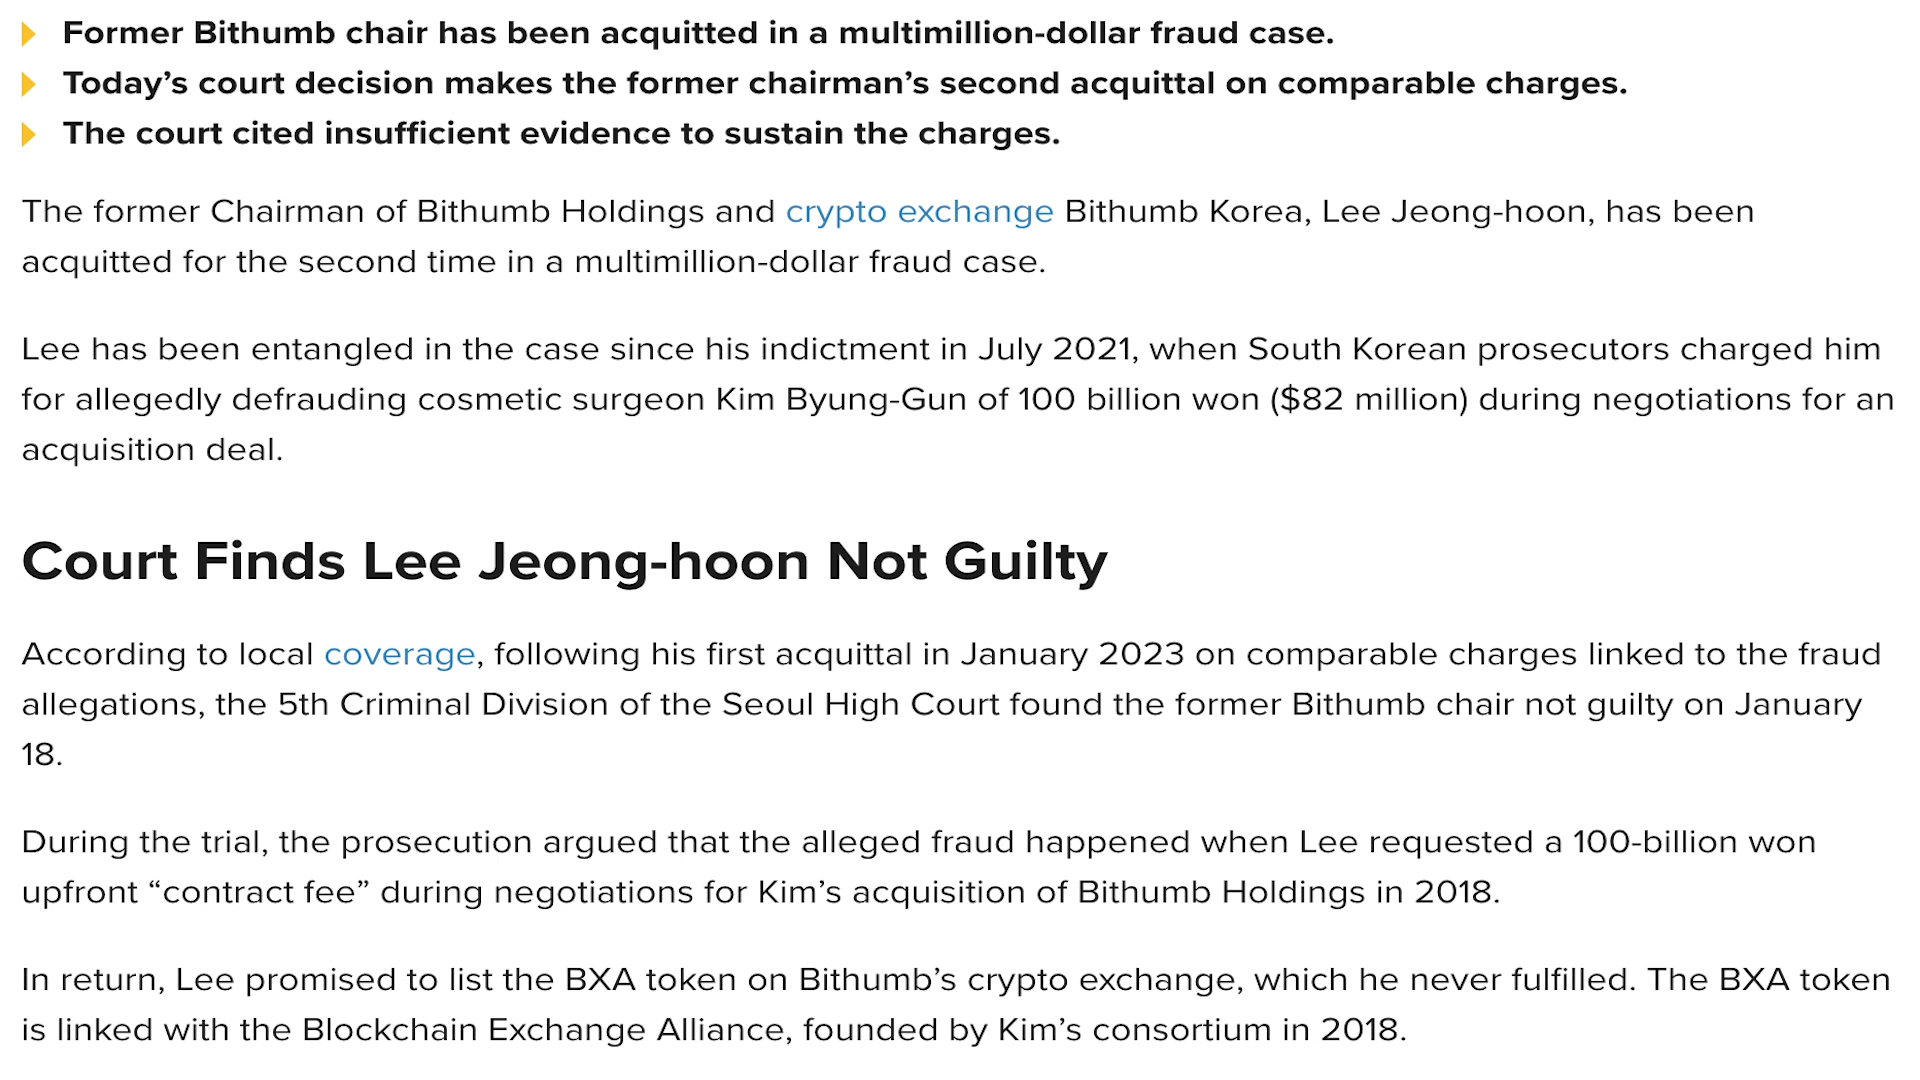 Former Bithumb chair has been acquitted in a multimillion-dollar fraud case.
Today’s court decision makes the former chairman’s second acquittal on comparable charges.
The court cited insufficient evidence to sustain the charges.
The former Chairman of Bithumb Holdings and crypto exchange Bithumb Korea, Lee Jeong-hoon, has been
acquitted for the second time in a multimillion-dollar fraud case.
Lee has been entangled in the case since his indictment in July 2021, when South Korean prosecutors charged him
for allegedly defrauding cosmetic surgeon Kim Byung-Gun of 100 billion won ($82 million) during negotiations for an
acquisition deal.
Court Finds Lee Jeong-hoon Not Guilty
According to local coverage, following his first acquittal in January 2023 on comparable charges linked to the fraud
allegations, the 5th Criminal Division of the Seoul High Court found the former Bithumb chair not guilty on January
18.
During the trial, the prosecution argued that the alleged fraud happened when Lee requested a 100-billion won
upfront “contract fee” during negotiations for Kim’s acquisition of Bithumb Holdings in 2018.
In return, Lee promised to list the BXA token on Bithumb’s crypto exchange, which he never fulfilled. The BXA token
is linked with the Blockchain Exchange Alliance, founded by Kim’s consortium in 2018.